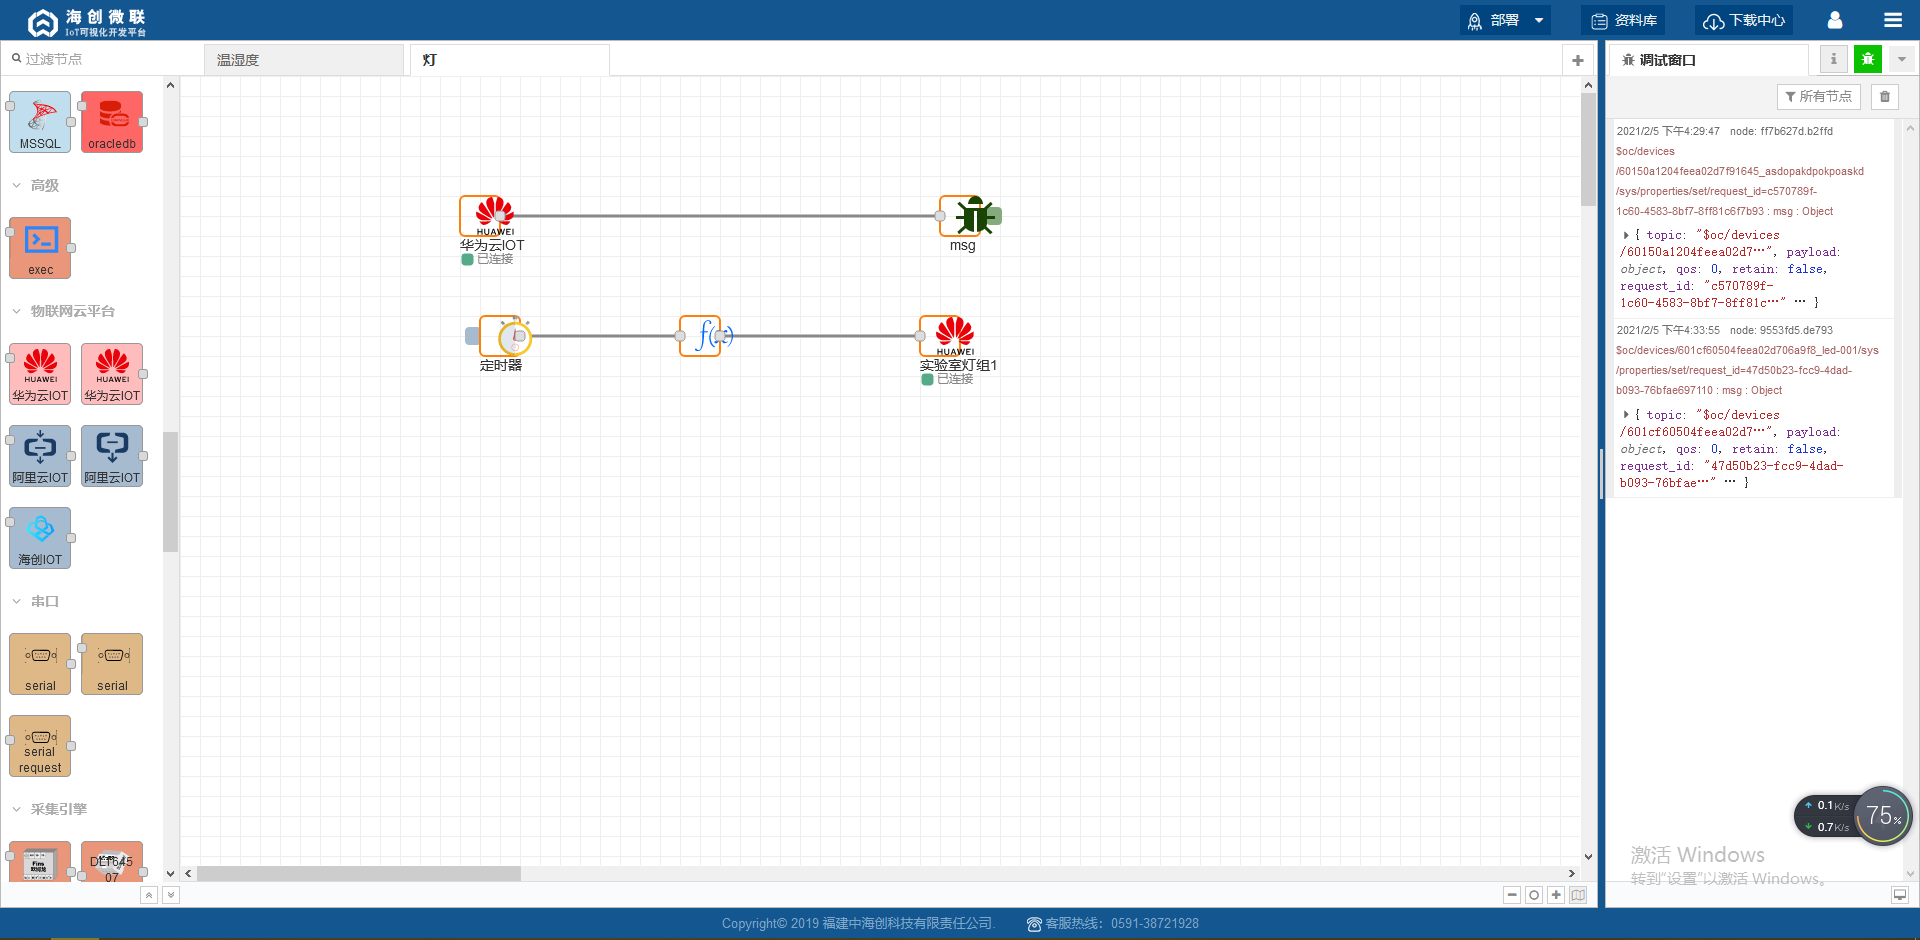 海创微联
IoT可视化开发平台
部署
资料库
下载中心
过滤节点
温湿度
灯
调试窗口
所有节点
MSSQL
oracledb
高级
exec
物联网云平台
HUAWEI
华为云IOT
HUAWEI
华为云IOT
阿里云IOT
阿里云IOT
海创IOT
串口
serial
serial
serial
request
采集引擎
Fins
DLT645
07
HUAWEI
华为云IOT
已连接
msg
定时器
f(x)
HUAWEI
实验室灯组1
已连接
2021/2/5 下午4:29:47 node: ff7b627d.b2ffd
$oc/devices
/60150a1204feea02d7f91645_asdopakdpokpoaskd
/sys/properties/set/request_id=c570789f-
1c60-4583-8bf7-8ff81c6f7b93 : msg : Object
{ topic: "$oc/devices
/60150a1204feea02d7…", payload:
object, qos: 0, retain: false,
request_id: "c570789f-
1c60-4583-8bf7-8ff81c…" … }
2021/2/5 下午4:33:55 node: 9553fd5.de793
$oc/devices/601cf60504feea02d706a9f8_led-001/sys
/properties/set/request_id=47d50b23-fcc9-4dad-
b093-76bfae697110 : msg : Object
{ topic: "$oc/devices
/601cf60504feea02d7…", payload:
object, qos: 0, retain: false,
request_id: "47d50b23-fcc9-4dad-
b093-76bfae…" … }
0.1K/s
0.7K/s
75%
激活 Windows
转到"设置"以激活 Windows。
Copyright© 2019 福建中海创科技有限责任公司.
客服热线：0591-38721928